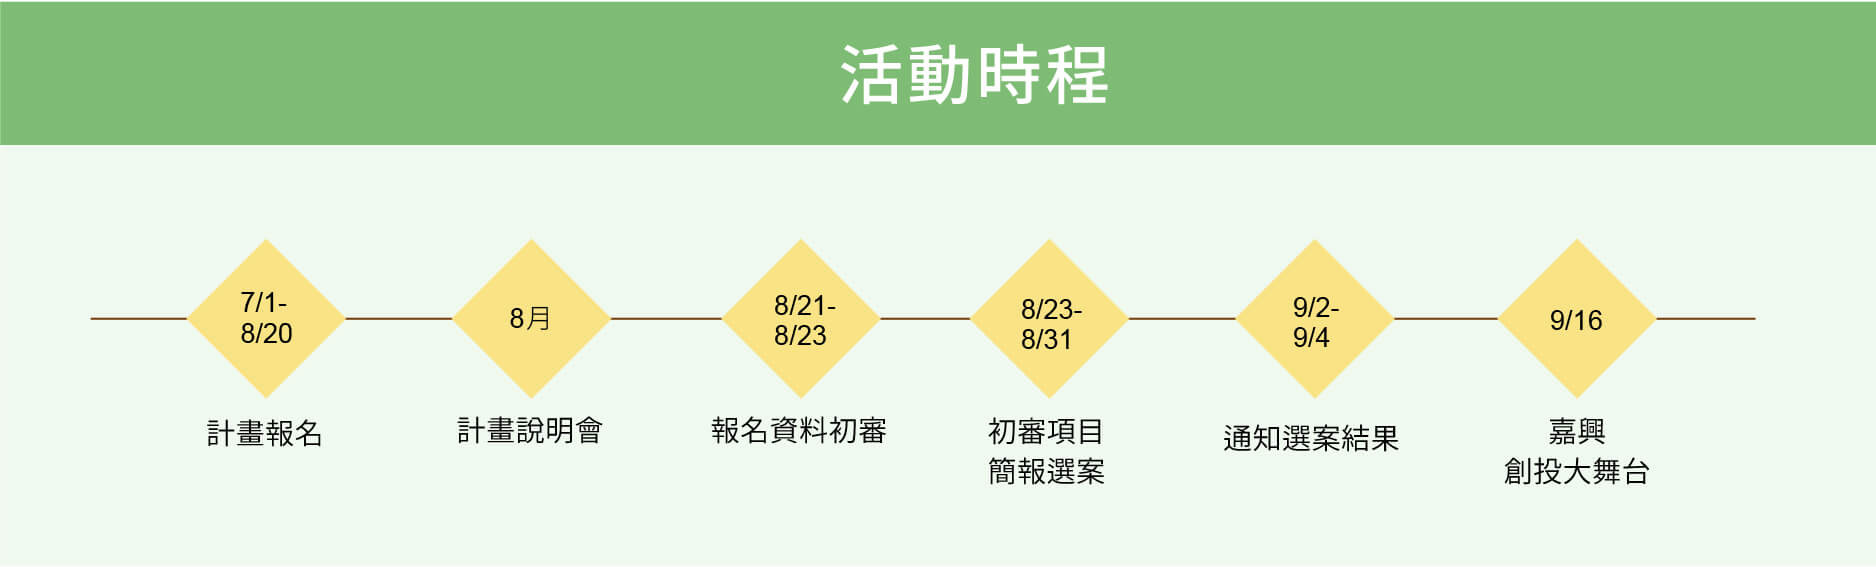 活動時程
7/1-
8/20
計畫報名
8月
計畫說明會
8/21-
8/23
報名資料初審
8/23-
8/31
初審項目
簡報選案
9/2-
9/4
通知選案結果
9/16
嘉興
創投大舞台